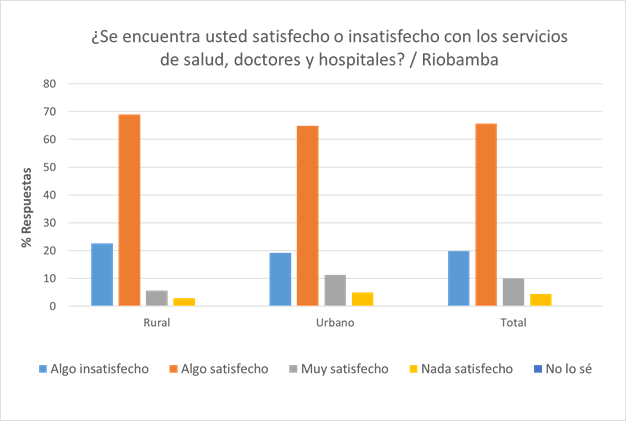 ¿Se encuentra usted satisfecho o insatisfecho con los servicios
de salud, doctores y hospitales? / Riobamba
% Respuestas
80
70
60
50
40
30
20
10
0
Rural Urbano Total
Algo insatisfecho Algo satisfecho Muy satisfecho Nada satisfecho No lo sé